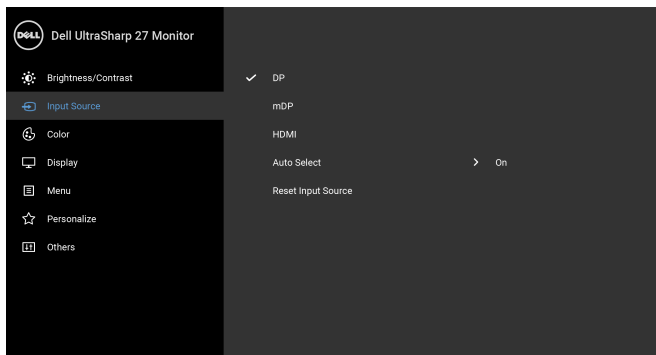 DELL Dell UltraSharp 27 Monitor
Brightness/Contrast DP
Input Source mDP
Color HDMI
Display Auto Select On
Menu Reset Input Source
Personalize
Others